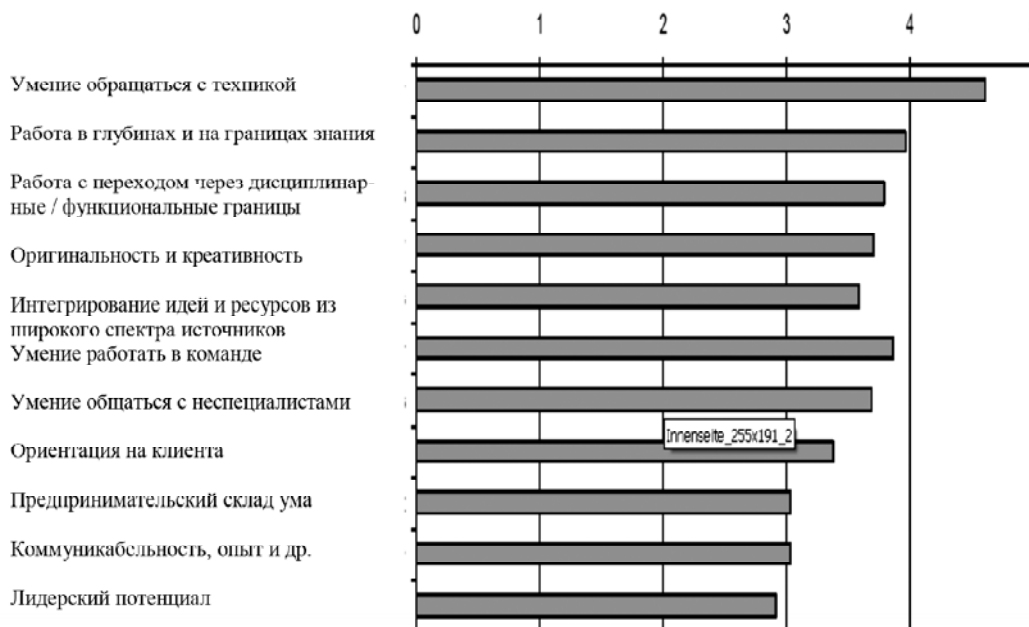 0 1 2 3 4
Умение обращаться с техникой
Работа в глубинах и на границах знания
Работа с переходом через дисциплинар-
ные / функциональные границы
Оригинальность и креативность
Интегрирование идей и ресурсов из
широкого спектра источников
Умение работать в команде
Умение общаться с неспециалистами
Innenseite_255x191_2
Ориентация на клиента
Предпринимательский склад ума
Коммуникабельность, опыт и др.
Лидерский потенциал